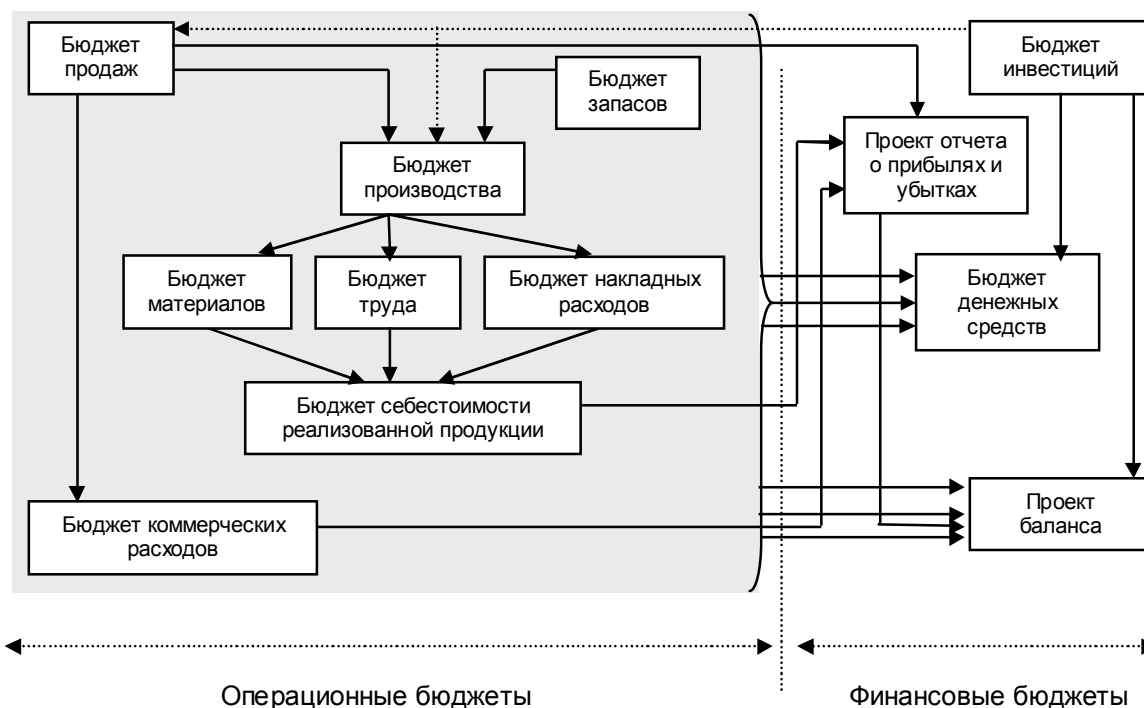 Бюджет
продаж
Бюджет
инвестиций
Бюджет
запасов
Проект отчета
о прибылях и
убытках
Бюджет
производства
Бюджет
материалов
Бюджет
труда
Бюджет накладных
расходов
Бюджет
денежных
средств
Бюджет себестоимости
реализованной продукции
Бюджет коммерческих
расходов
Проект
баланса
Операционные бюджеты
Финансовые бюджеты